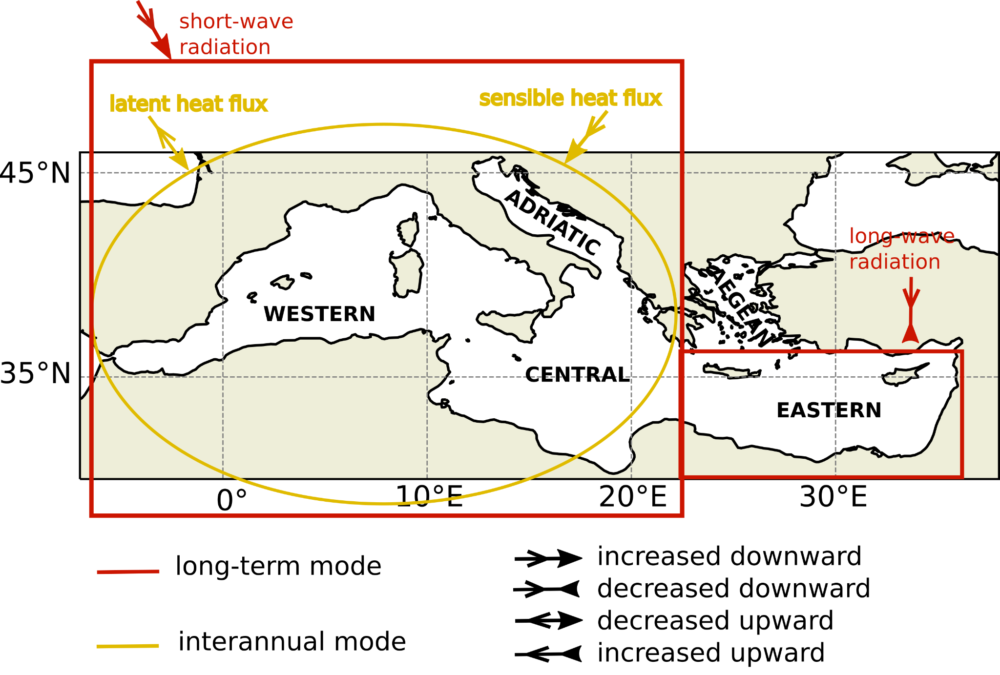 short-wave
radiation
latent heat flux
sensible heat flux
45°N
ADRIATIC
long-wave
radiation
AEGEAN
WESTERN
35°N
CENTRAL
EASTERN
0°
10°E
20°E
30°E
long-term mode
interannual mode
increased downward
decreased downward
decreased upward
increased upward